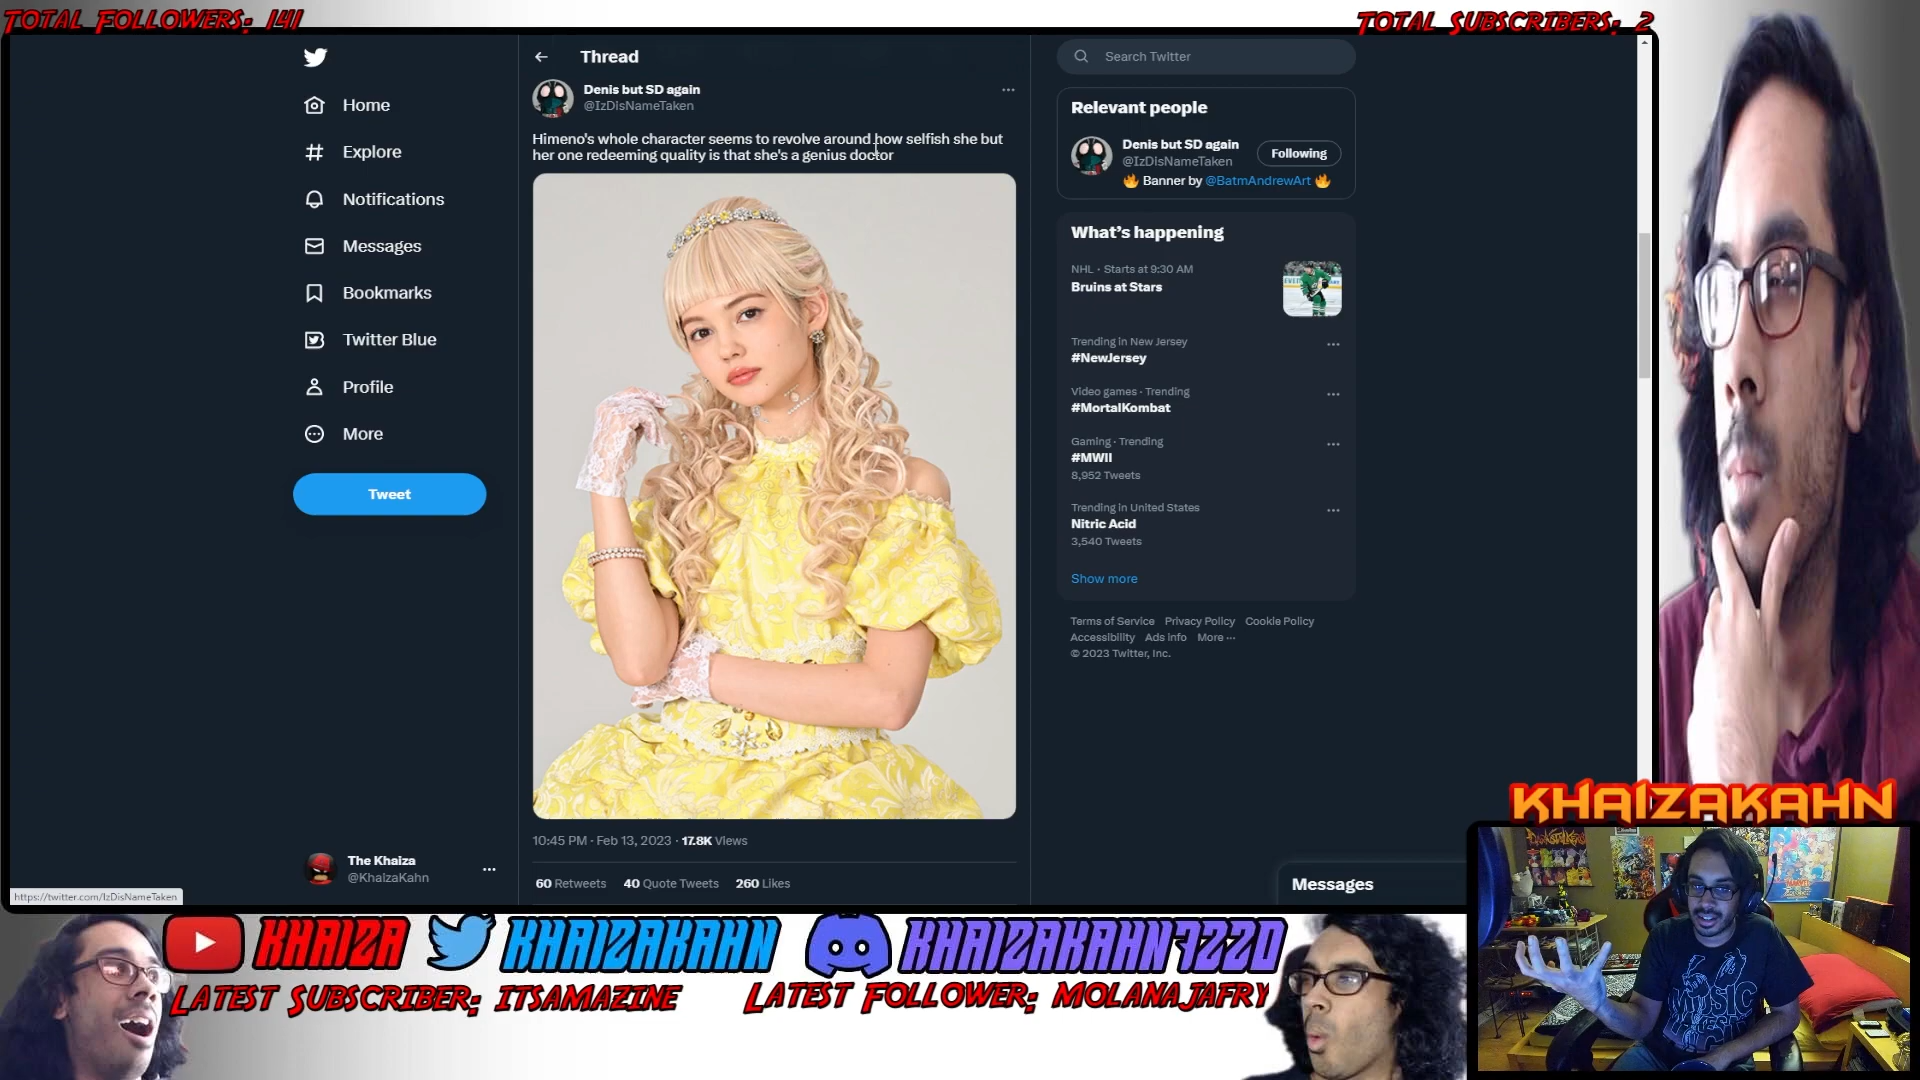 Total Followers: 141
Total Subscribers: 2
Home
Explore
Notifications
Messages
Bookmarks
Twitter Blue
Profile
More
Tweet
The Khaiza
@KhaizaKahn
https://twitter.com/IzDisNameTaken
Thread
Denis but SD again
@IzDisNameTaken
Himeno's whole character seems to revolve around how selfish she but
her one redeeming quality is that she's a genius doctor
10:45 PM · Feb 13, 2023 · 17.8K Views
60 Retweets 40 Quote Tweets 260 Likes
Search Twitter
Relevant people
Denis but SD again
@IzDisNameTaken
Following
🔥 Banner by @BatmAndrewArt 🔥
What's happening
NHL · Starts at 9:30 AM
Bruins at Stars
Trending in New Jersey
#NewJersey
Video games · Trending
#MortalKombat
Gaming · Trending
#MWII
8,952 Tweets
Trending in United States
Nitric Acid
3,540 Tweets
Show more
Terms of Service Privacy Policy Cookie Policy
Accessibility Ads info More ···
© 2023 Twitter, Inc.
Messages
KHAIZAKAHN
KHAIZA
KHAIZAKAHN
KHAIZAKAHN7220
Latest Subscriber: itsamazine
Latest Follower: molanajafry
MUSIC